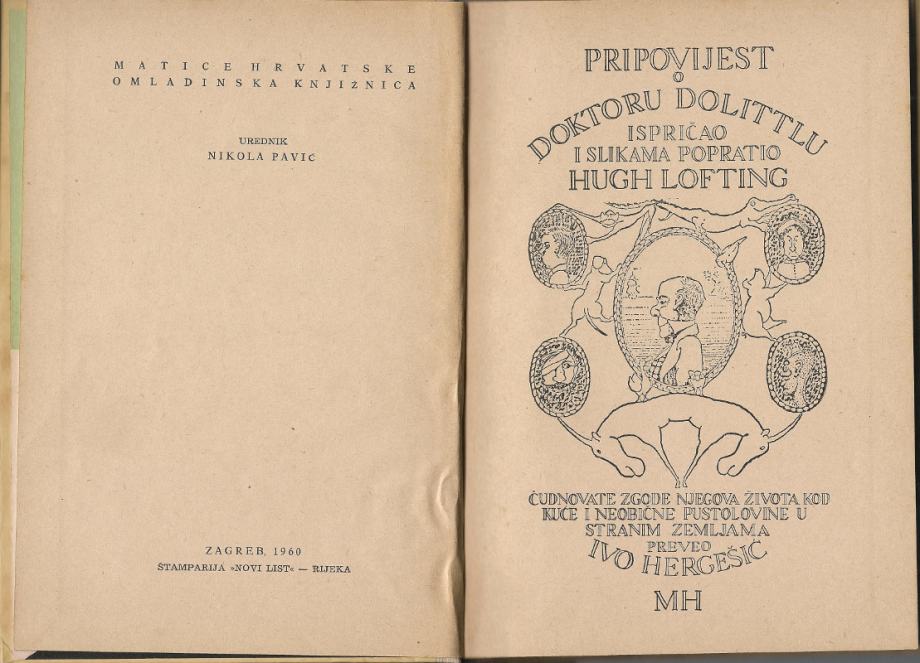 MATICE HRVATSKE
OMLADINSKA KNJIŽNICA
UREDNIK
NIKOLA PAVIĆ
ZAGREB, 1960
ŠTAMPARIJA »NOVI LIST« — RIJEKA
PRIPOVIJEST
O
DOKTORU DOLITTLU
ISPRIČAO
I SLIKAMA POPRATIO
HUGH LOFTING
ČUDNOVATE ZGODE NJEGOVA ŽIVOTA KOD
KUĆE I NEOBIČNE PUSTOLOVINE U
STRANIM ZEMLJAMA
PREVEO
IVO HERGEŠIĆ
MH